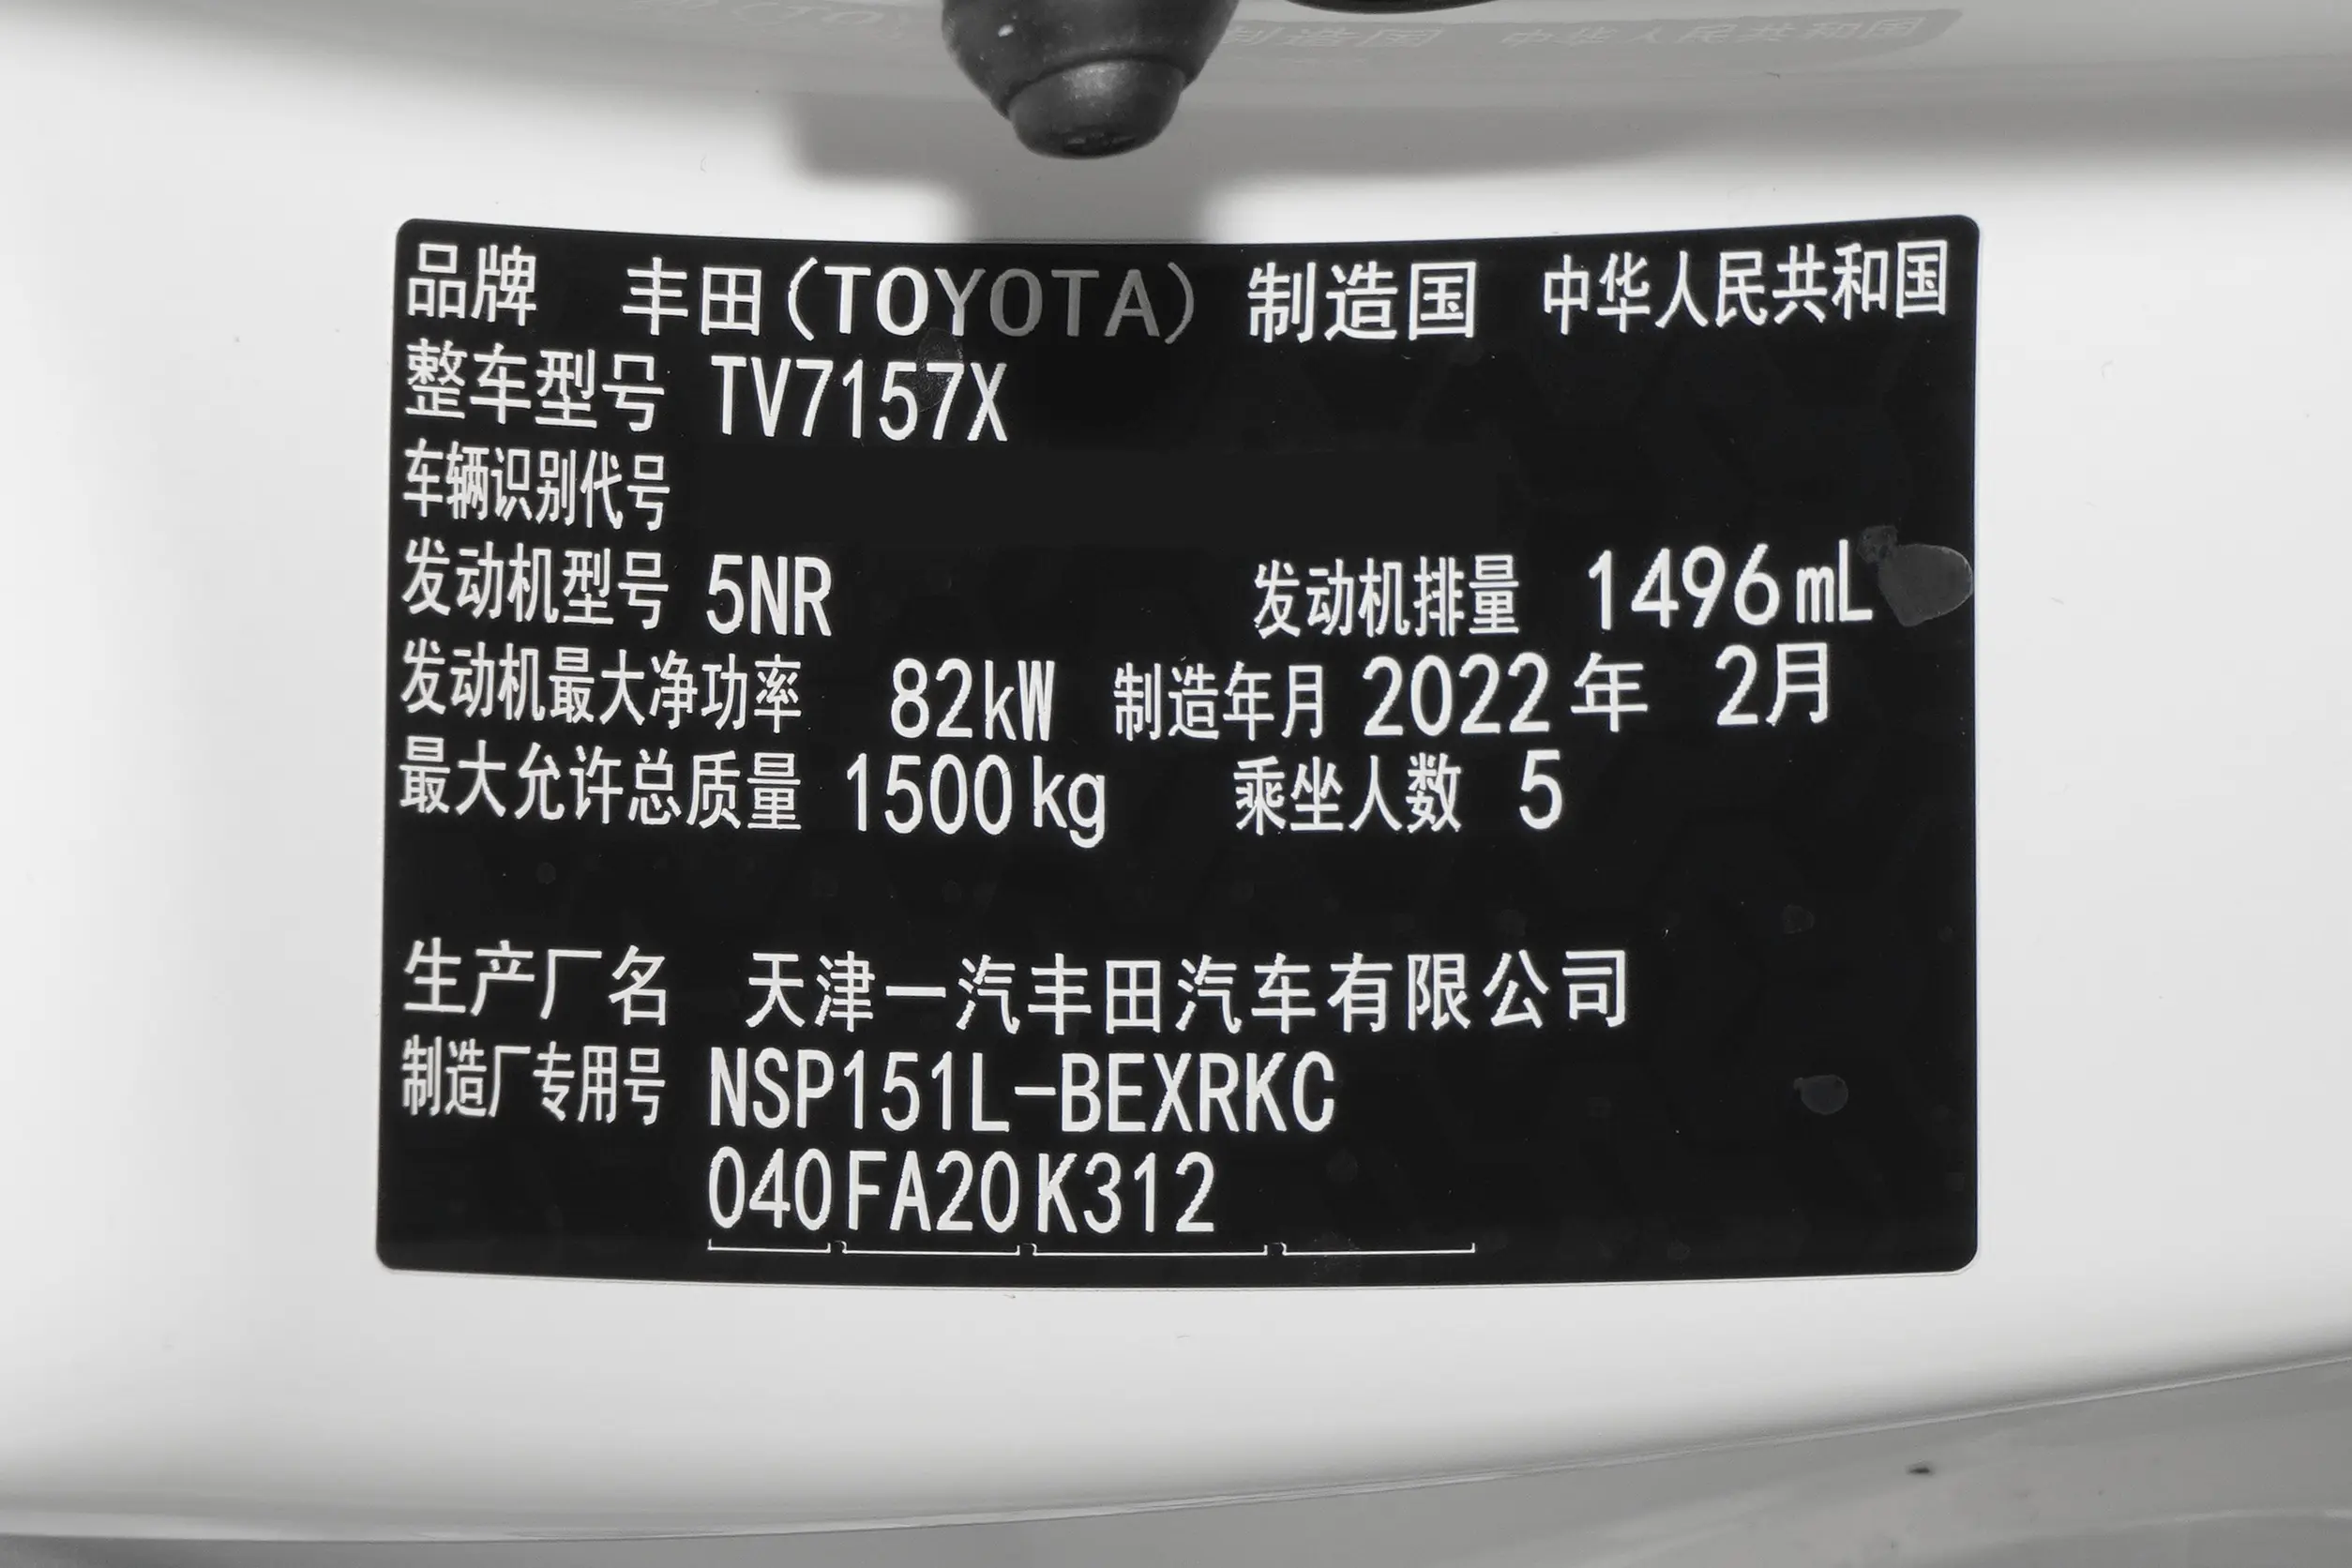 品牌 丰田(TOYOTA) 制造国 中华人民共和国
整车型号 TV7157X
车辆识别代号
发动机型号 5NR 发动机排量 1496mL
发动机最大净功率 82kW 制造年月 2022年 2月
最大允许总质量 1500kg 乘坐人数 5
生产厂名 天津一汽丰田汽车有限公司
制造厂专用号 NSP151L-BEXRKC
040FA20K312